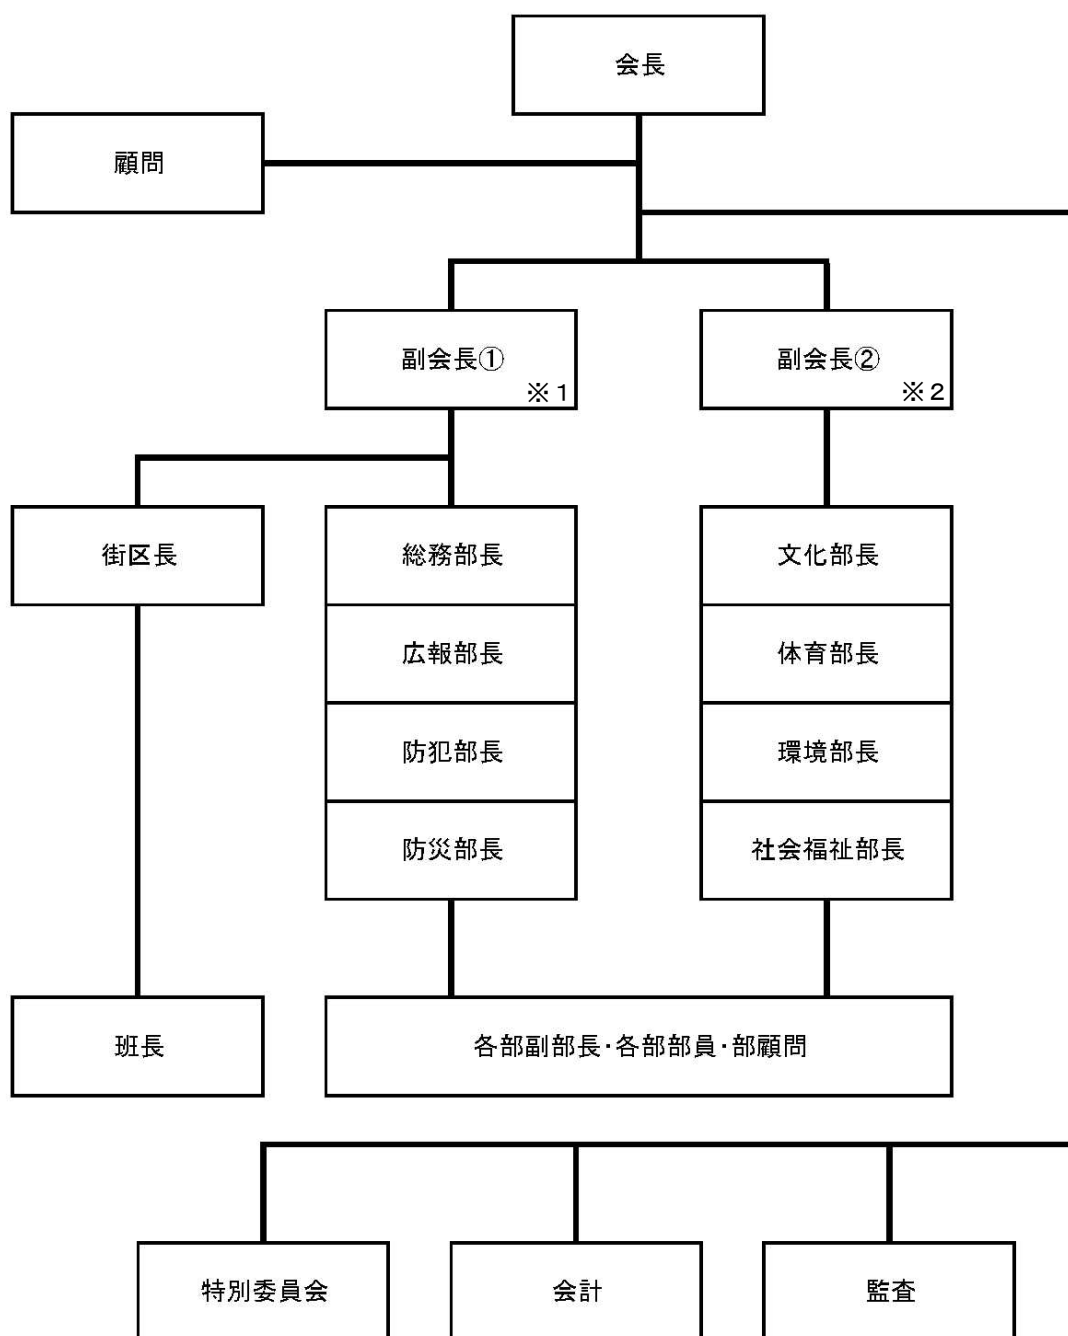 会長
顧問
副会長①
※1
副会長②
※2
街区長
総務部長
文化部長
広報部長
体育部長
防犯部長
環境部長
防災部長
社会福祉部長
班長
各部副部長・各部部員・部顧問
特別委員会
会計
監査